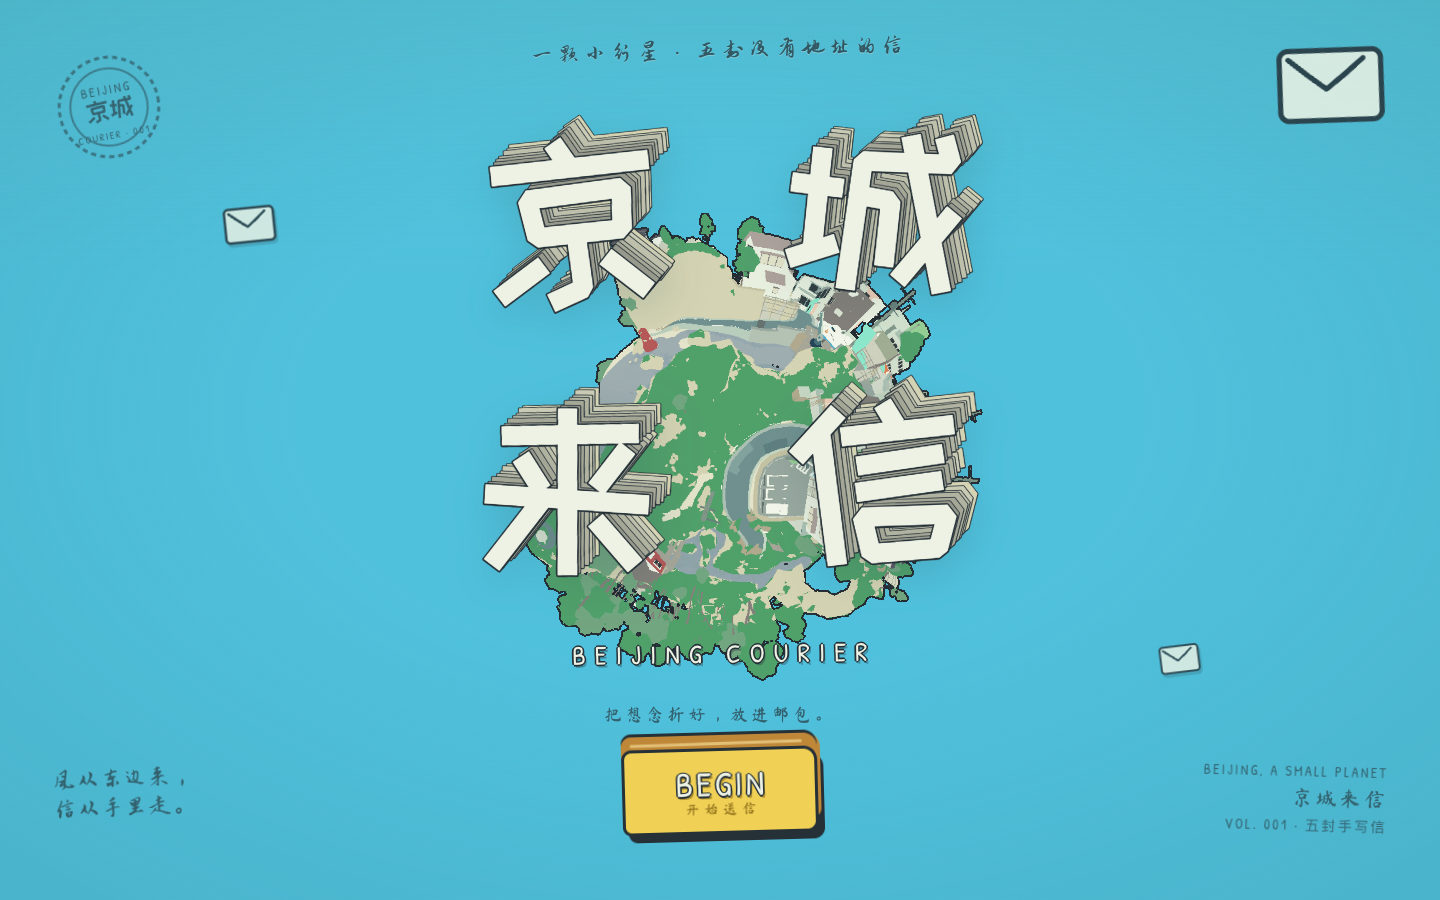 一颗小行星 · 五封没有地址的信
BEIJING
京城
COURIER · 001
京城
来信
BEIJING COURIER
把想念折好，放进邮包。
BEGIN
开始送信
風从东边来，
信从手里走。
BEIJING, A SMALL PLANET
京城来信
VOL. 001 · 五封手写信